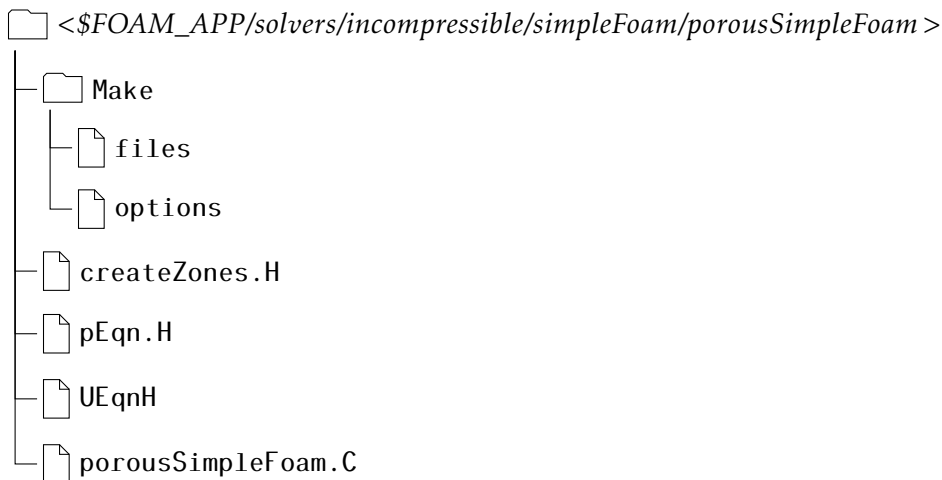 <$FOAM_APP/solvers/incompressible/simpleFoam/porousSimpleFoam>
Make
files
options
createZones.H
pEqn.H
UEqnH
porousSimpleFoam.C